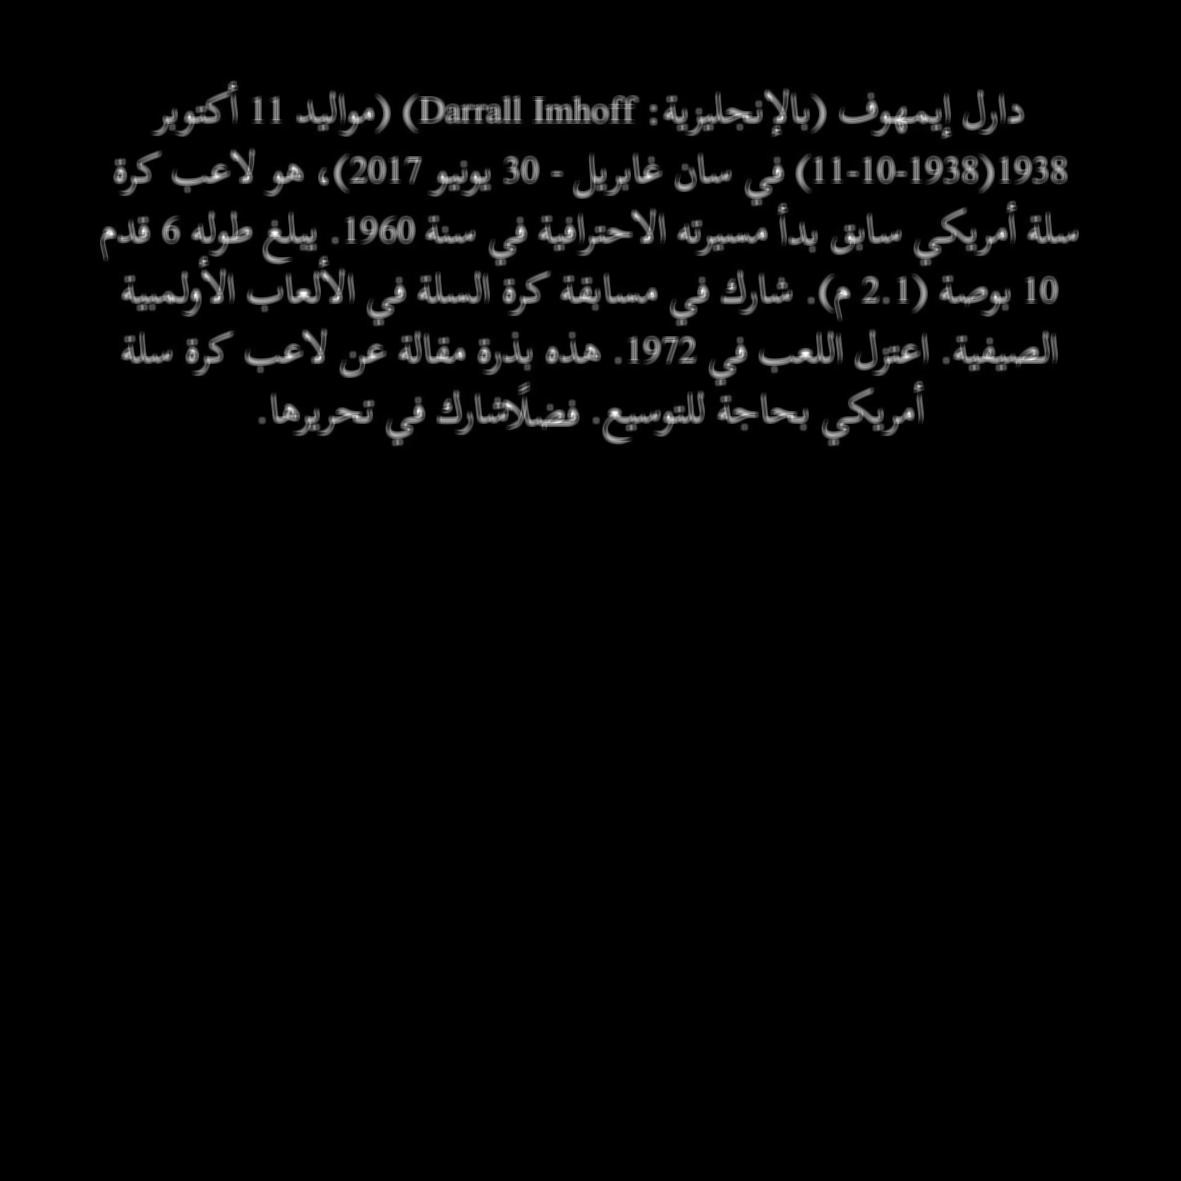 دارل إيمهوف (بالإنجليزية: Darrall Imhoff) (مواليد 11 أكتوبر
1938(1938-10-11) في سان غابريل - 30 يونيو 2017)، هو لاعب كرة
سلة أمريكي سابق بدأ مسيرته الاحترافية في سنة 1960. يبلغ طوله 6 قدم
10 بوصة (2.1 م). شارك في مسابقة كرة السلة في الألعاب الأولمبية
الصيفية. اعتزل اللعب في 1972. هذه بذرة مقالة عن لاعب كرة سلة
أمريكي بحاجة للتوسيع. فضلًاشارك في تحريرها.